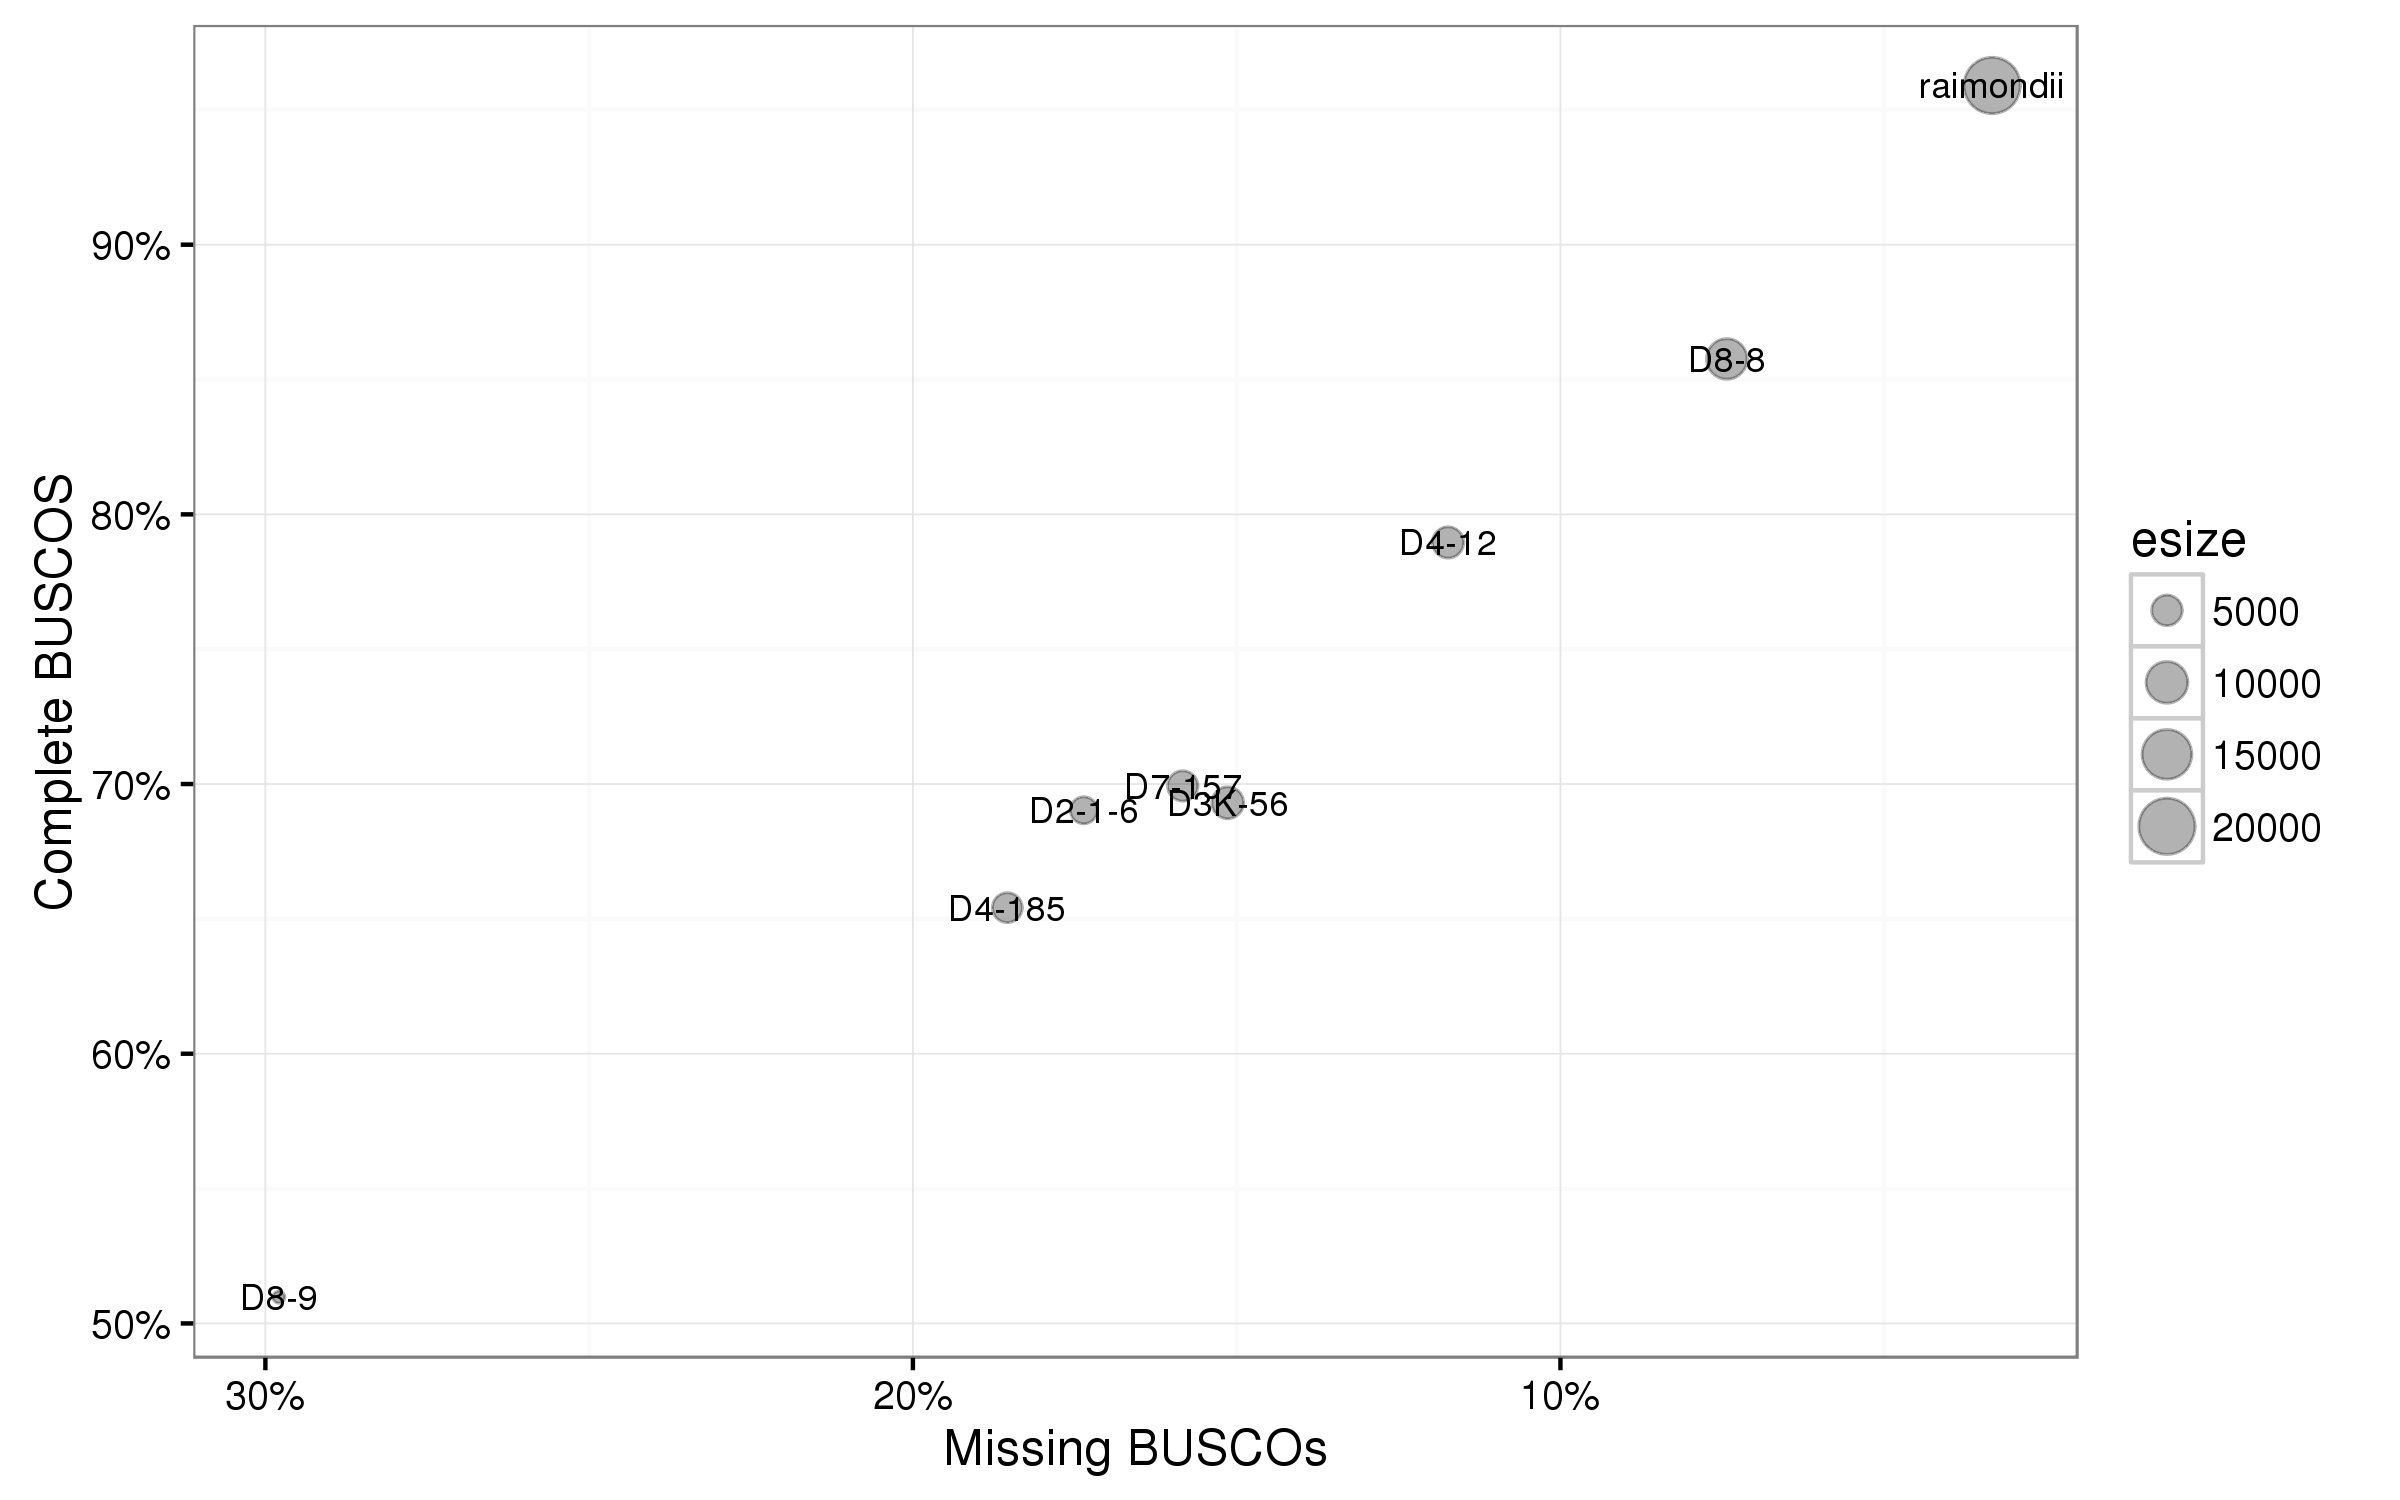 raimondii
90%
D8-8
Complete BUSCOS
80%
D4-12
esize
5000
10000
15000
20000
70%
D7-157
D3K-56
D2-1-6
D4-185
60%
D8-9
50%
30%
20%
10%
Missing BUSCOs